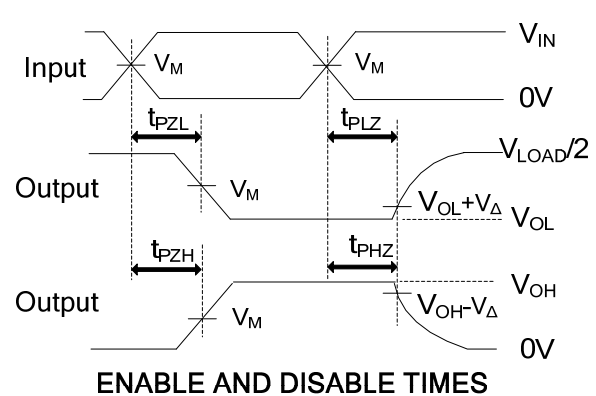 V_IN
Input V_M V_M
0V
t_PZL t_PLZ
V_LOAD/2
Output V_M V_OL+V_Δ
V_OL
t_PZH t_PHZ
V_OH
Output V_M V_OH-V_Δ
0V
ENABLE AND DISABLE TIMES